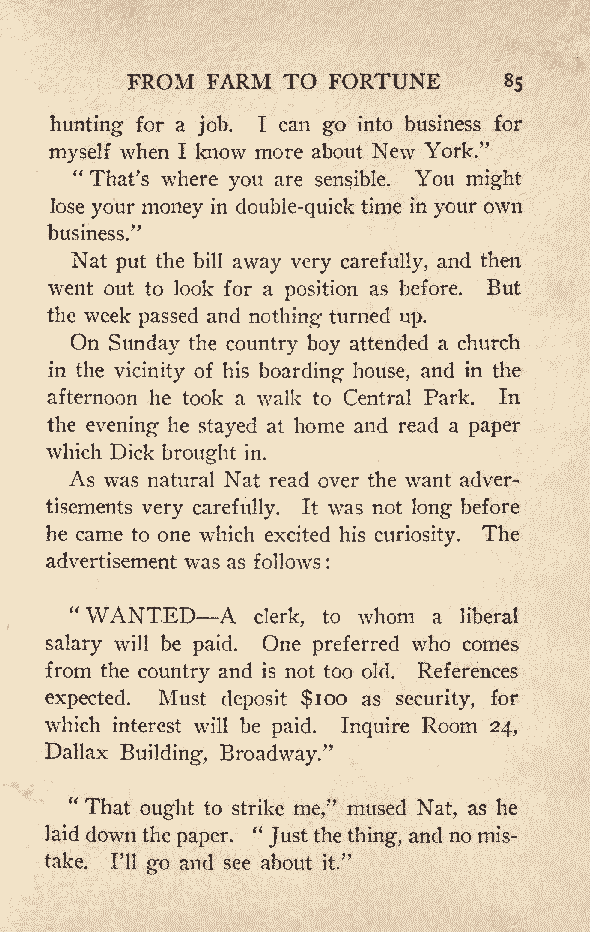 FROM FARM TO FORTUNE 85
hunting for a job. I can go into business for
myself when I know more about New York.”
“ That’s where you are sensible. You might
lose your money in double-quick time in your own
business.”
Nat put the bill away very carefully, and then
went out to look for a position as before. But
the week passed and nothing turned up.
On Sunday the country boy attended a church
in the vicinity of his boarding house, and in the
afternoon he took a walk to Central Park. In
the evening he stayed at home and read a paper
which Dick brought in.
As was natural Nat read over the want adver-
tisements very carefully. It was not long before
he came to one which excited his curiosity. The
advertisement was as follows:
“ WANTED—A clerk, to whom a liberal
salary will be paid. One preferred who comes
from the country and is not too old. References
expected. Must deposit $100 as security, for
which interest will be paid. Inquire Room 24,
Dallax Building, Broadway.”
“ That ought to strike me,” mused Nat, as he
laid down the paper. “ Just the thing, and no mis-
take. I’ll go and see about it.”